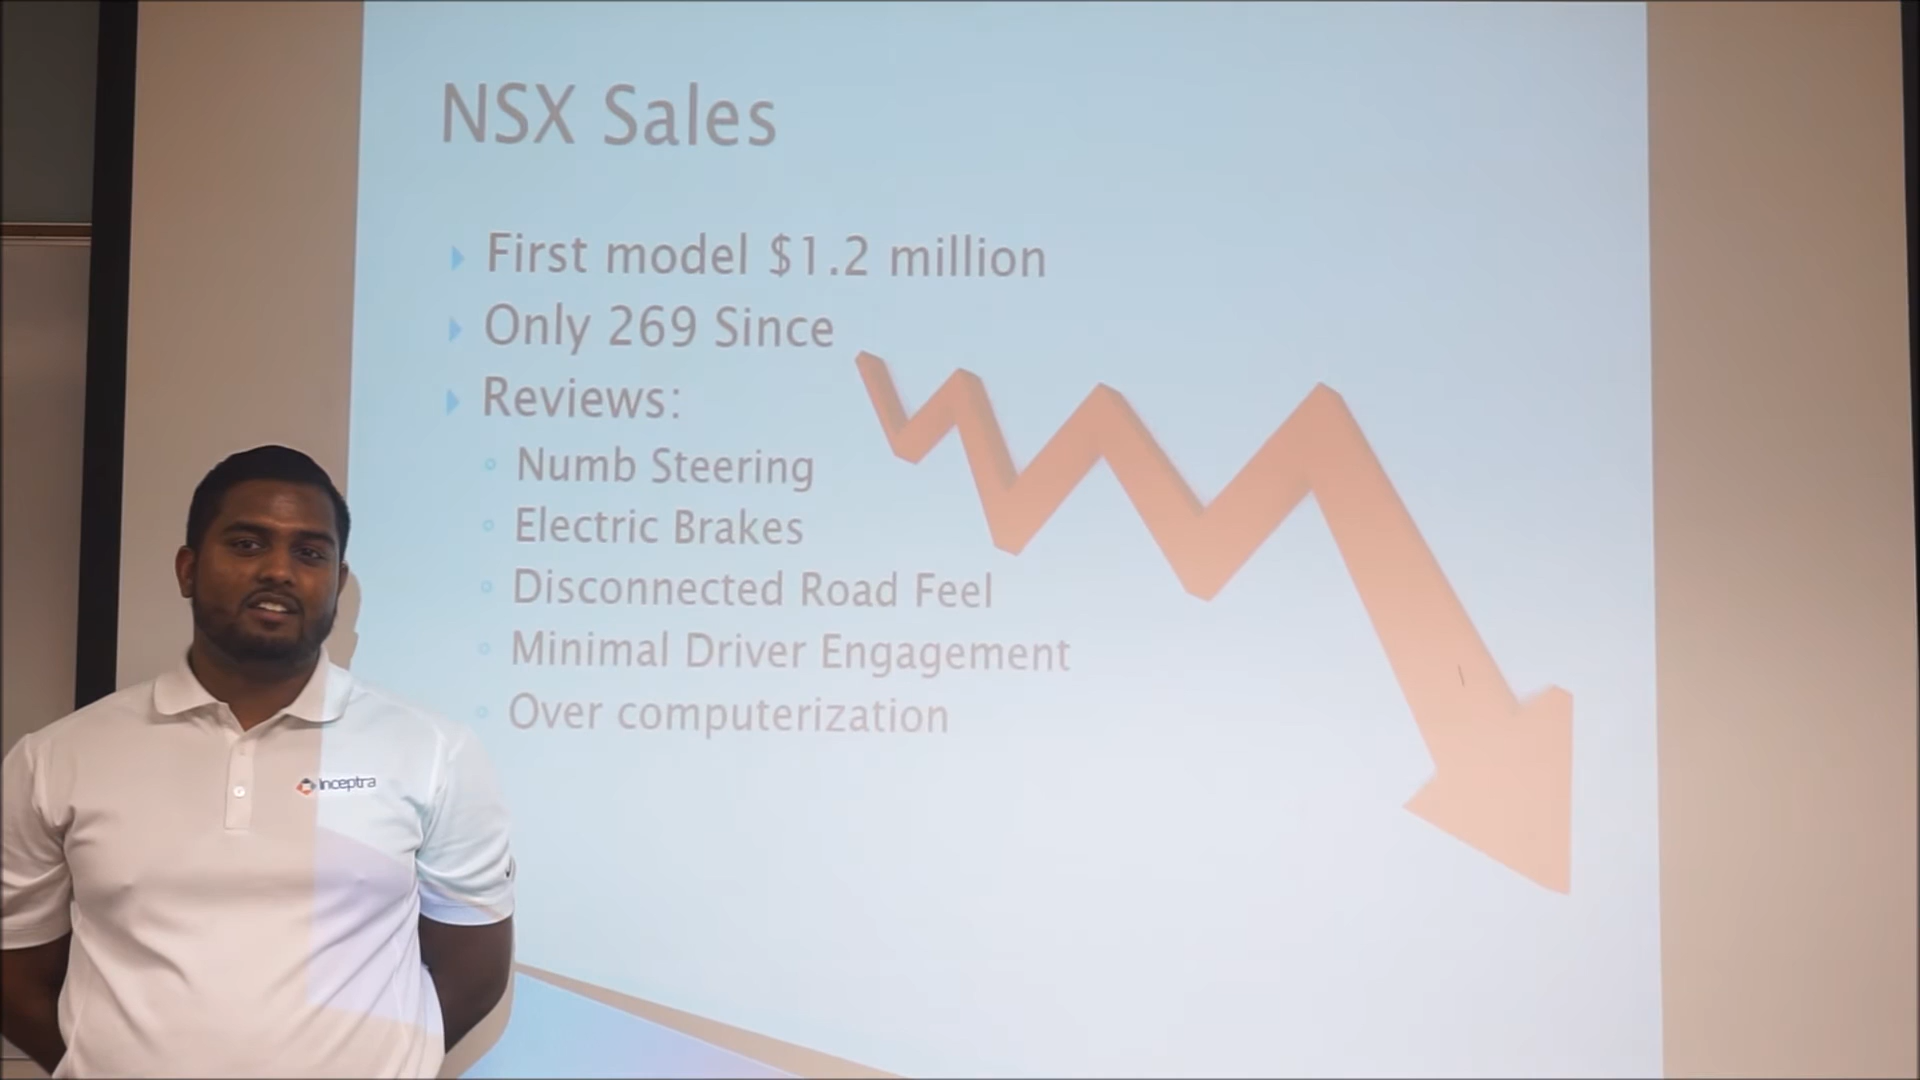 NSX Sales
First model $1.2 million
Only 269 Since
Reviews:
Numb Steering
Electric Brakes
Disconnected Road Feel
Minimal Driver Engagement
Over computerization
Inceptra